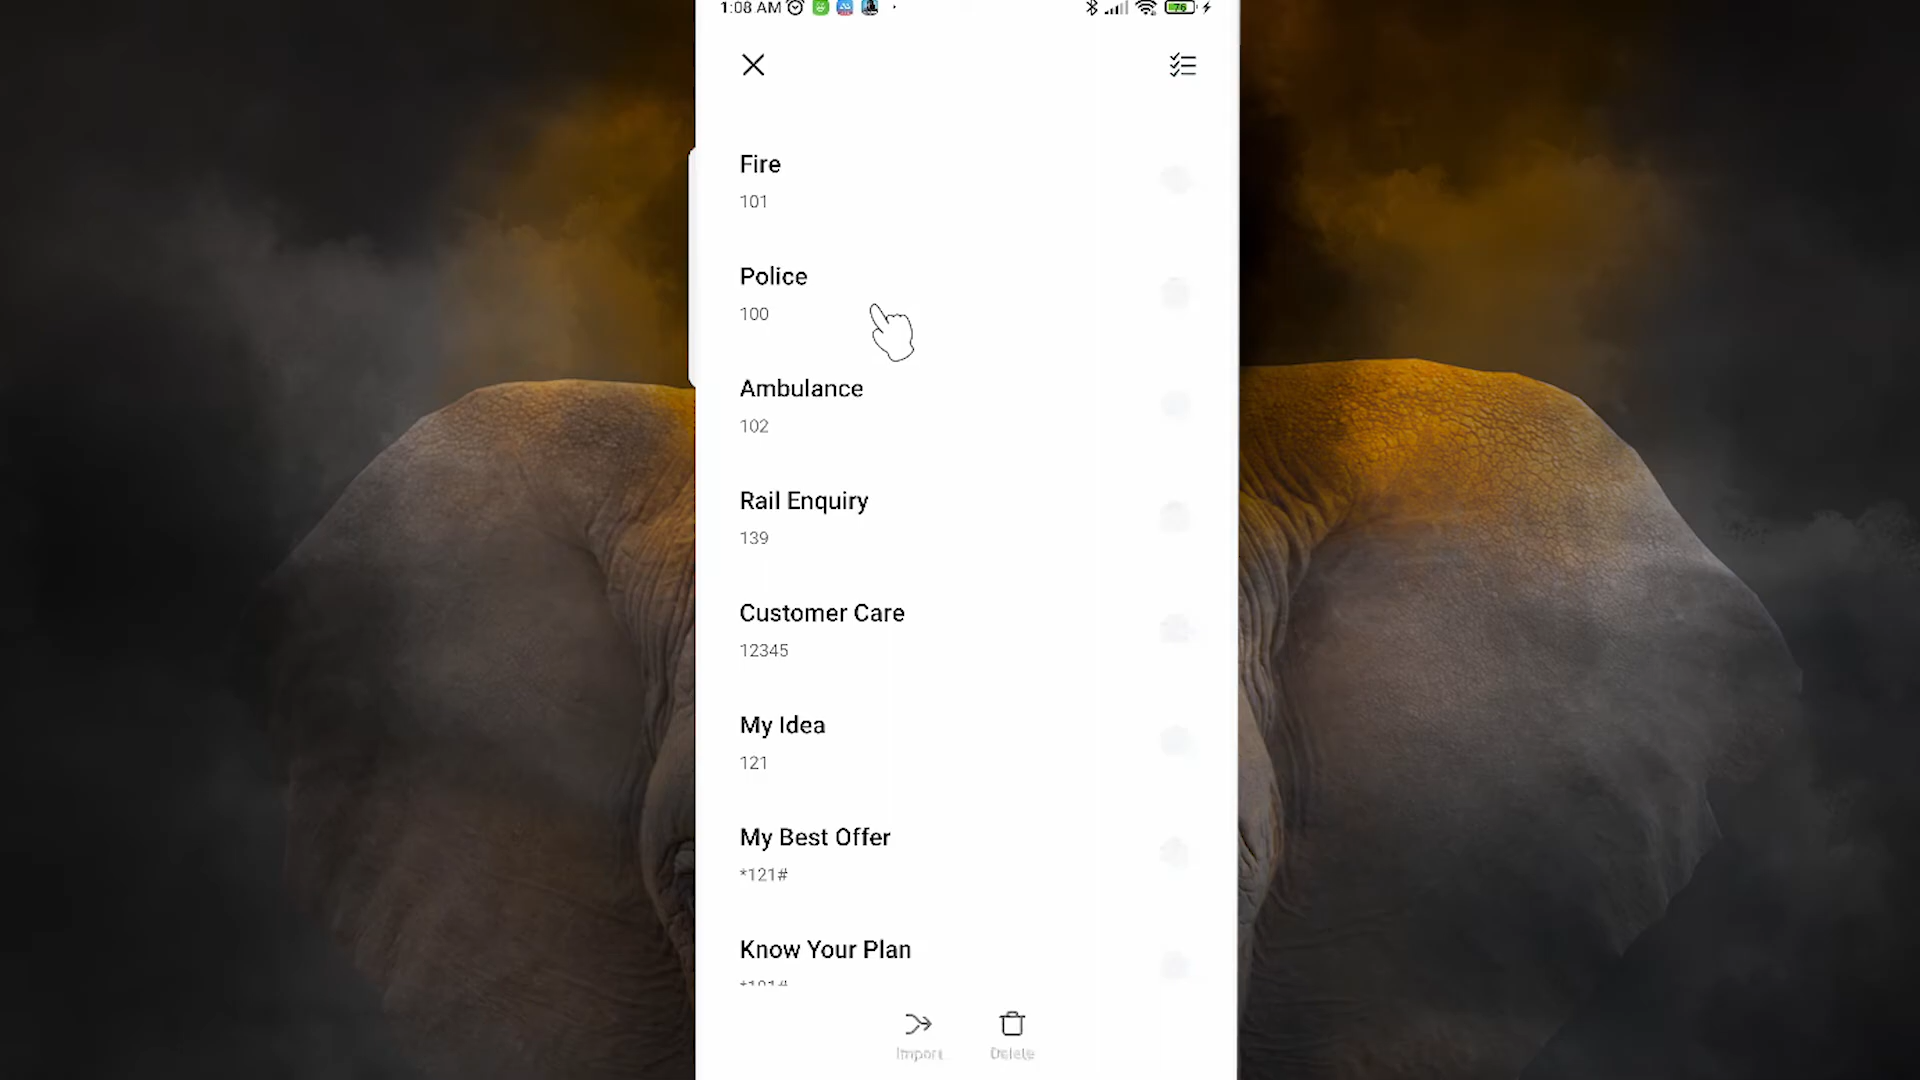 1:08 AM
76
Fire
101
Police
100
Ambulance
102
Rail Enquiry
139
Customer Care
12345
My Idea
121
My Best Offer
*121#
Know Your Plan
Import
Delete